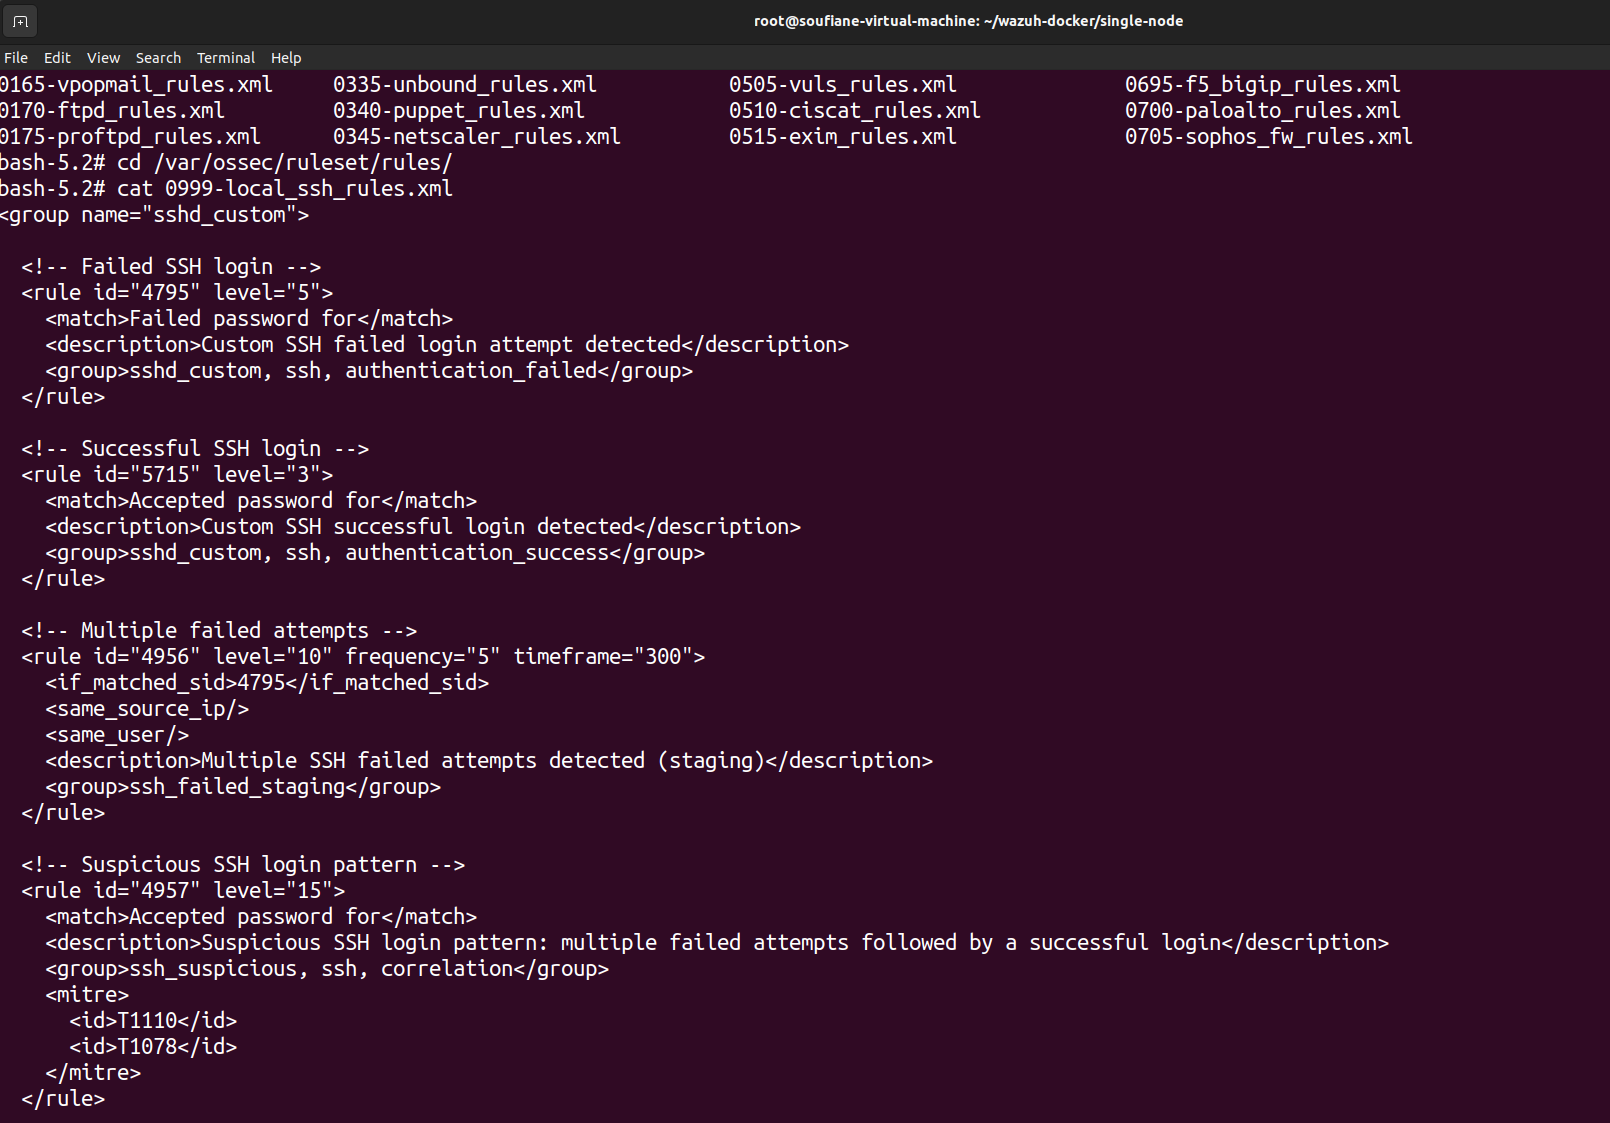 root@soufiane-virtual-machine: ~/wazuh-docker/single-node
File Edit View Search Terminal Help
0165-vpopmail_rules.xml 0335-unbound_rules.xml 0505-vuls_rules.xml 0695-f5_bigip_rules.xml
0170-ftpd_rules.xml 0340-puppet_rules.xml 0510-ciscat_rules.xml 0700-paloalto_rules.xml
0175-proftpd_rules.xml 0345-netscaler_rules.xml 0515-exim_rules.xml 0705-sophos_fw_rules.xml
bash-5.2# cd /var/ossec/ruleset/rules/
bash-5.2# cat 0999-local_ssh_rules.xml
<group name="sshd_custom">
<!-- Failed SSH login -->
<rule id="4795" level="5">
<match>Failed password for</match>
<description>Custom SSH failed login attempt detected</description>
<group>sshd_custom, ssh, authentication_failed</group>
</rule>
<!-- Successful SSH login -->
<rule id="5715" level="3">
<match>Accepted password for</match>
<description>Custom SSH successful login detected</description>
<group>sshd_custom, ssh, authentication_success</group>
</rule>
<!-- Multiple failed attempts -->
<rule id="4956" level="10" frequency="5" timeframe="300">
<if_matched_sid>4795</if_matched_sid>
<same_source_ip/>
<same_user/>
<description>Multiple SSH failed attempts detected (staging)</description>
<group>ssh_failed_staging</group>
</rule>
<!-- Suspicious SSH login pattern -->
<rule id="4957" level="15">
<match>Accepted password for</match>
<description>Suspicious SSH login pattern: multiple failed attempts followed by a successful login</description>
<group>ssh_suspicious, ssh, correlation</group>
<mitre>
<id>T1110</id>
<id>T1078</id>
</mitre>
</rule>